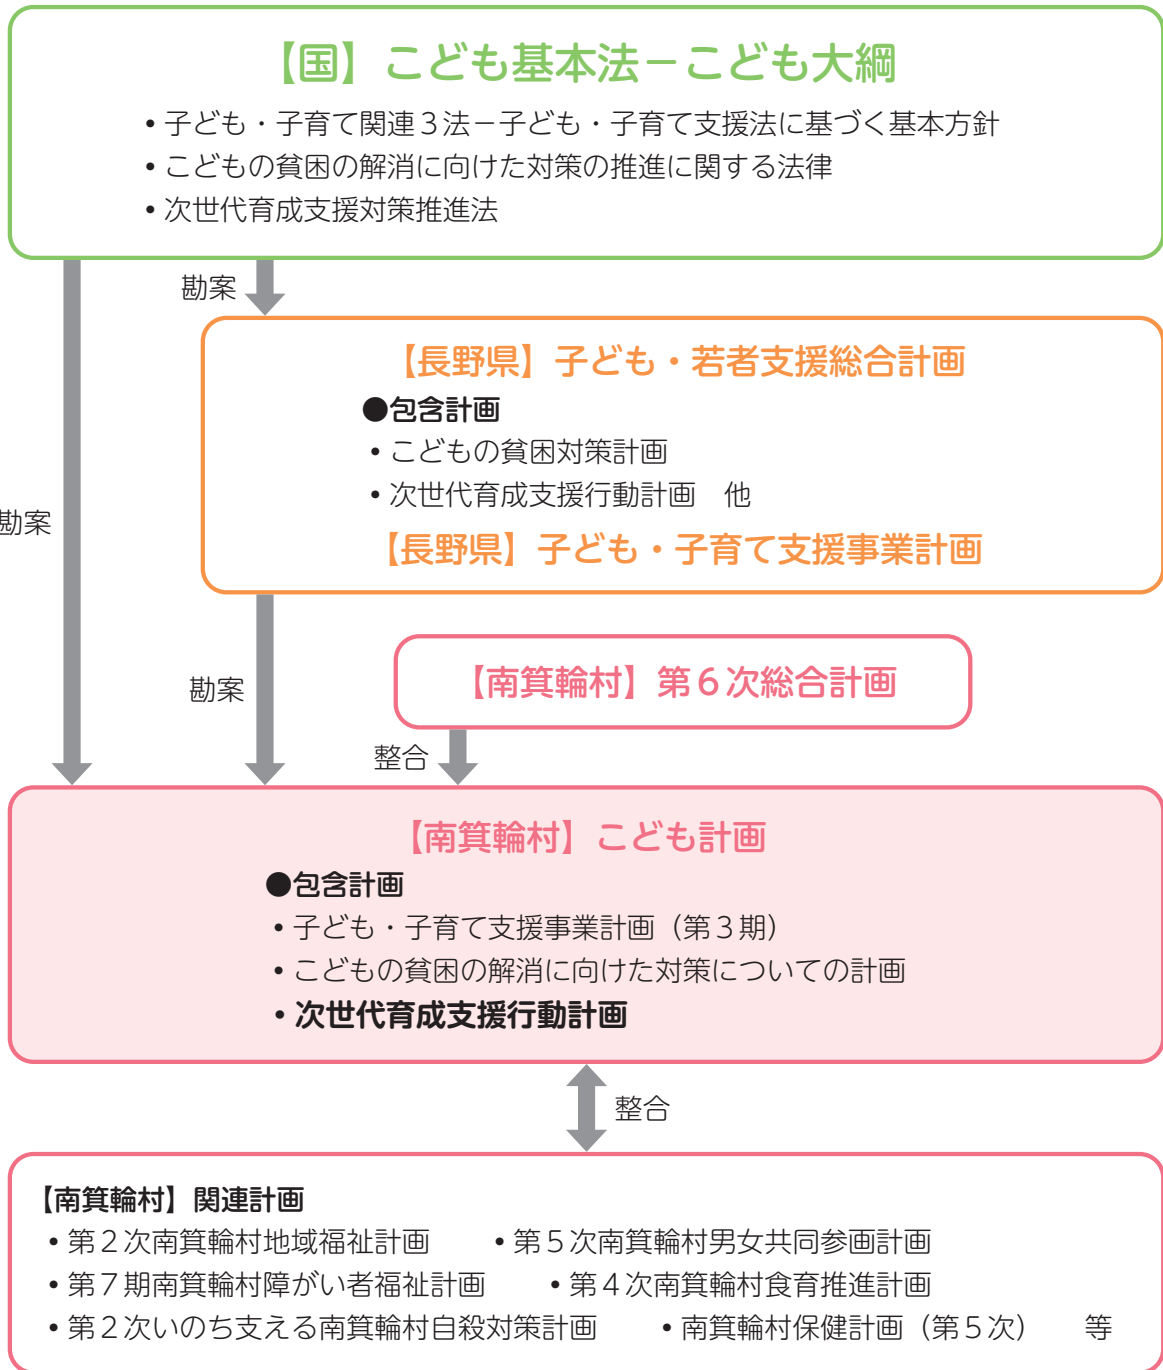 【国】こども基本法－こども大綱
•子ども・子育て関連３法－子ども・子育て支援法に基づく基本方針
•こどもの貧困の解消に向けた対策の推進に関する法律
•次世代育成支援対策推進法
勘案
【長野県】子ども・若者支援総合計画
●包含計画
•こどもの貧困対策計画
•次世代育成支援行動計画　他
【長野県】子ども・子育て支援事業計画
勘案
勘案
【南箕輪村】第６次総合計画
整合
【南箕輪村】こども計画
●包含計画
•子ども・子育て支援事業計画（第３期）
•こどもの貧困の解消に向けた対策についての計画
•次世代育成支援行動計画
整合
【南箕輪村】関連計画
•第２次南箕輪村地域福祉計画　•第５次南箕輪村男女共同参画計画
•第７期南箕輪村障がい者福祉計画　•第４次南箕輪村食育推進計画
•第２次いのち支える南箕輪村自殺対策計画　•南箕輪村保健計画（第５次）　等